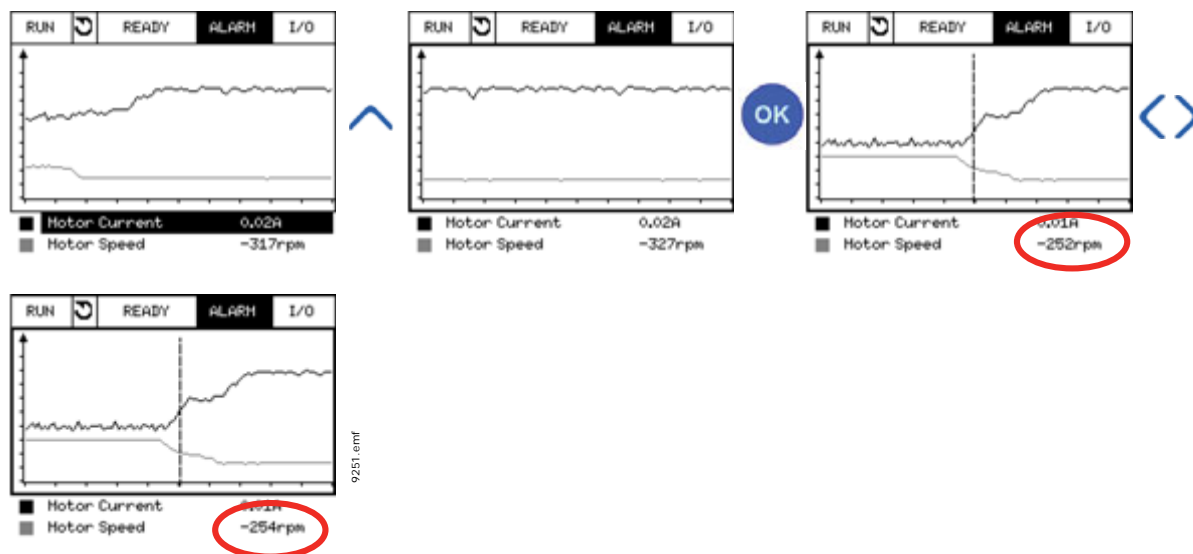 RUN READY ALARM I/O
Motor Current 0.02A
Motor Speed -317rpm
RUN READY ALARM I/O
Motor Current 0.02A
Motor Speed -327rpm
OK
RUN READY ALARM I/O
Motor Current 0.01A
Motor Speed -252rpm
RUN READY ALARM I/O
Motor Current 0.01A
Motor Speed -254rpm
9251.emf